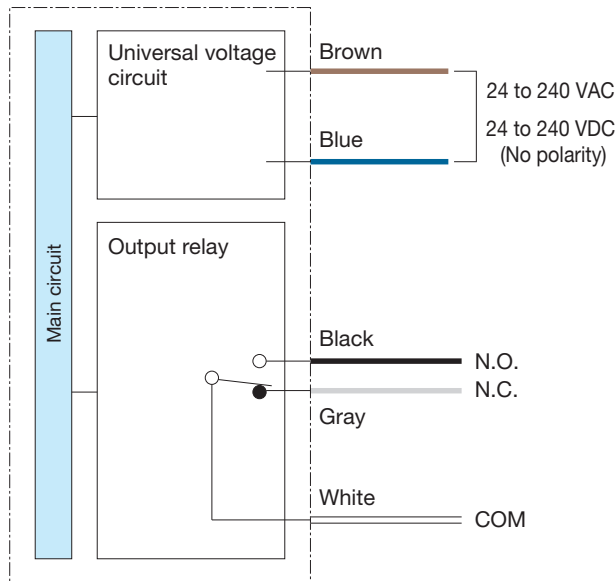 Universal voltage
circuit
Brown
24 to 240 VAC
Blue
24 to 240 VDC
(No polarity)
Main circuit
Output relay
Black
N.O.
N.C.
Gray
White
COM